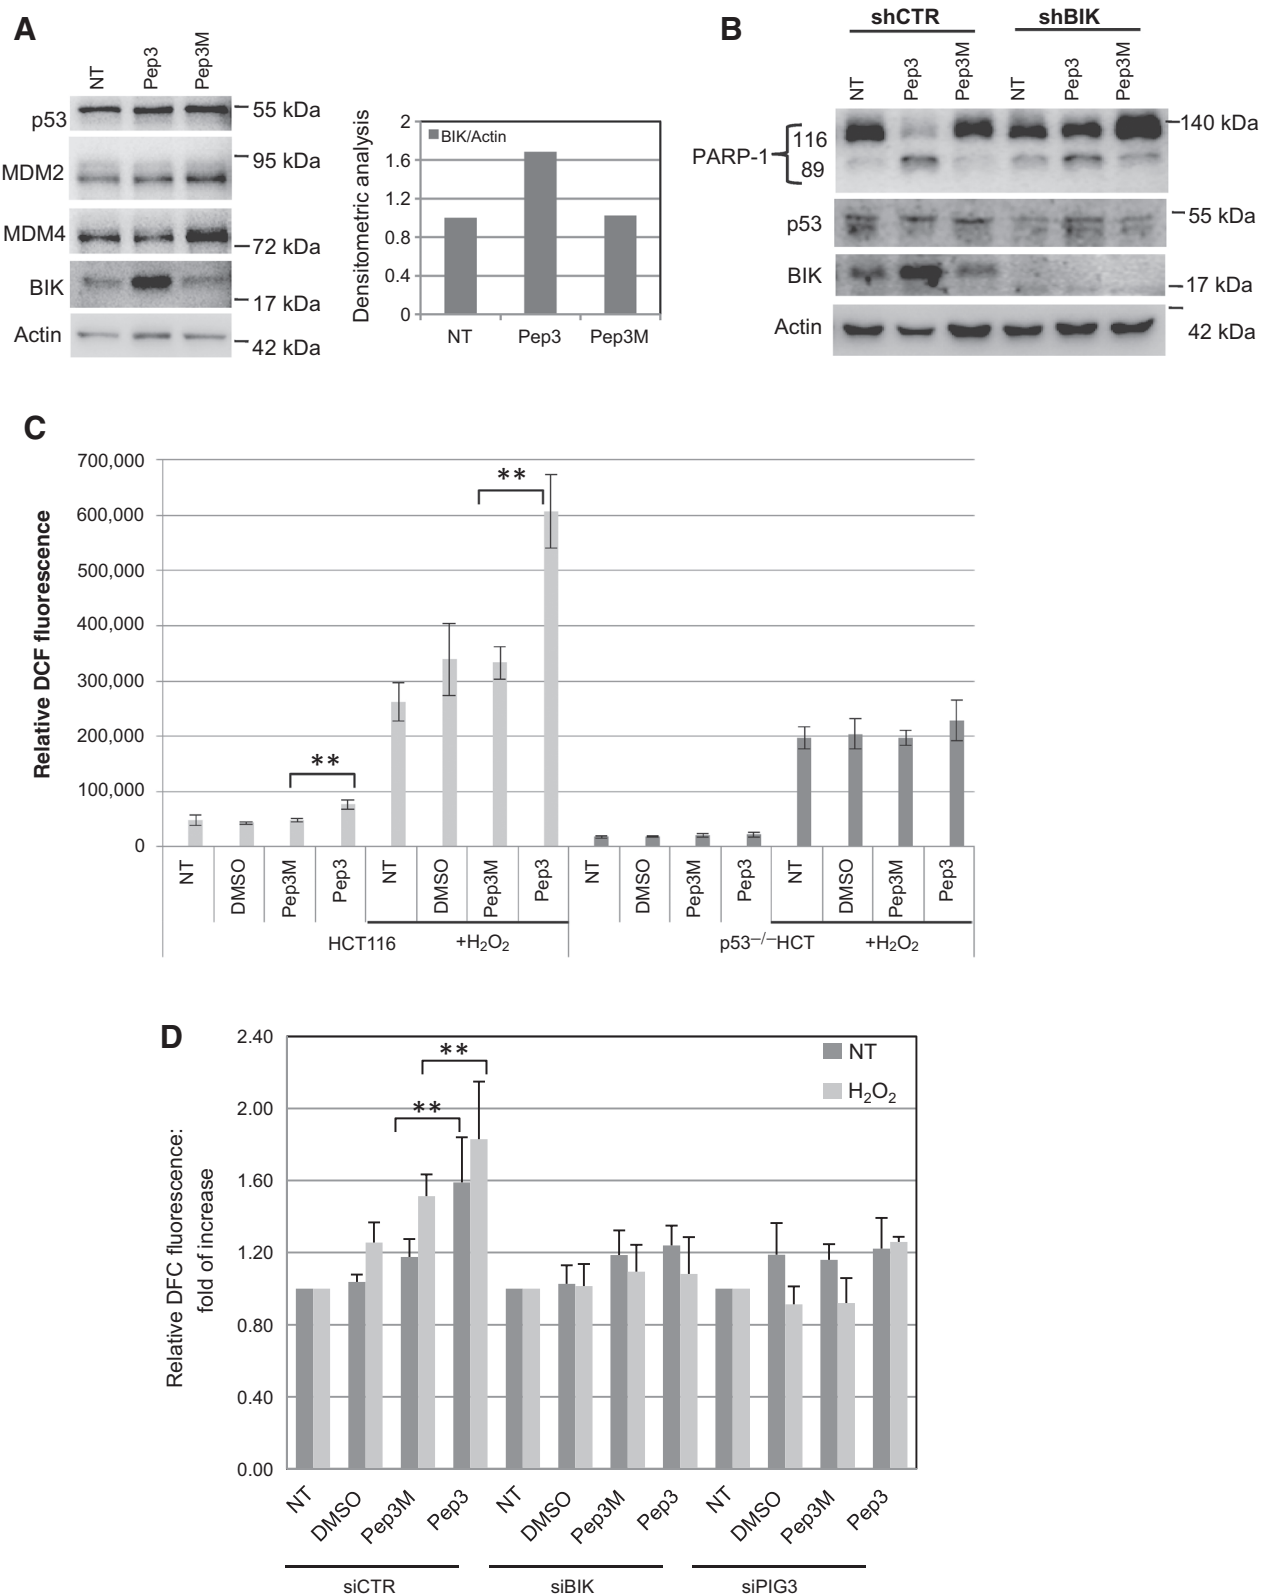 A
NT
Pep3
Pep3M
p53
55 kDa
MDM2
95 kDa
MDM4
72 kDa
BIK
17 kDa
Actin
42 kDa
Densitometric analysis
2
1.6
1.2
0.8
0.4
0
BIK/Actin
NT
Pep3
Pep3M
B
shCTR
shBIK
NT
Pep3
Pep3M
NT
Pep3
Pep3M
PARP-1
116
89
140 kDa
p53
55 kDa
BIK
17 kDa
Actin
42 kDa
C
Relative DCF fluorescence
700,000
600,000
500,000
400,000
300,000
200,000
100,000
0
**
**
NT
DMSO
Pep3M
Pep3
NT
DMSO
Pep3M
Pep3
NT
DMSO
Pep3M
Pep3
NT
DMSO
Pep3M
Pep3
HCT116
+H₂O₂
p53⁻/⁻HCT
+H₂O₂
D
Relative DFC fluorescence:
fold of increase
2.40
2.00
1.60
1.20
0.80
0.40
0.00
**
**
NT
H₂O₂
NT
DMSO
Pep3M
Pep3
NT
DMSO
Pep3M
Pep3
NT
DMSO
Pep3M
Pep3
siCTR
siBIK
siPIG3